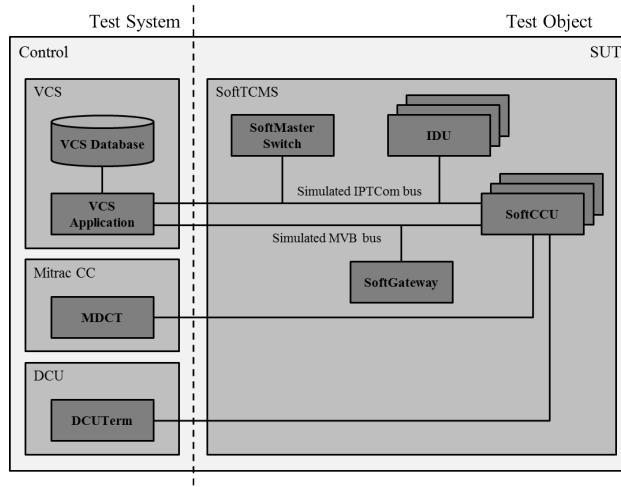 Test System
Test Object
Control
SUT
VCS
SoftTCMS
VCS Database
SoftMaster
Switch
IDU
Simulated IPTCom bus
VCS
Application
SoftCCU
Simulated MVB bus
Mitrac CC
SoftGateway
MDCT
DCU
DCUTerm